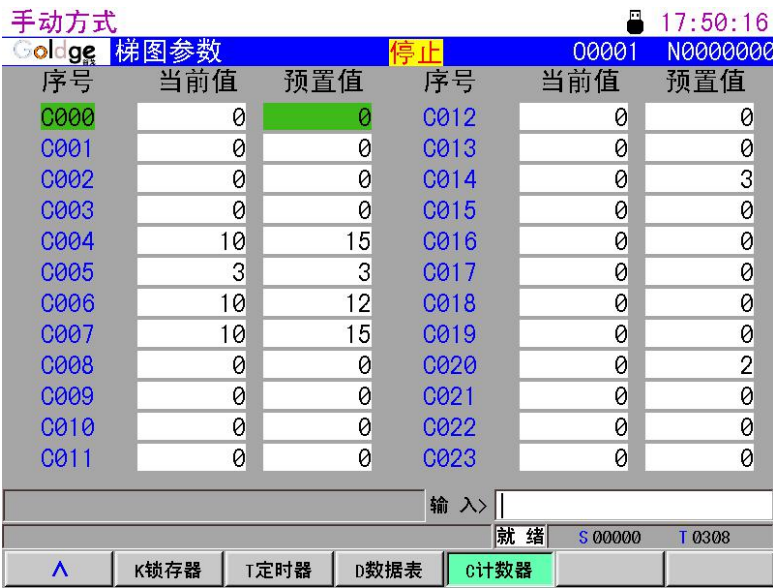 手动方式 17:50:16
Goldge 梯图参数 停止 O0001 N0000000
序号 当前值 预置值 序号 当前值 预置值
C000 0 0 C012 0 0
C001 0 0 C013 0 0
C002 0 0 C014 0 3
C003 0 0 C015 0 0
C004 10 15 C016 0 0
C005 3 3 C017 0 0
C006 10 12 C018 0 0
C007 10 15 C019 0 0
C008 0 0 C020 0 2
C009 0 0 C021 0 0
C010 0 0 C022 0 0
C011 0 0 C023 0 0
输 入>
就 绪 S 00000 T 0308
^ K锁存器 T定时器 D数据表 C计数器